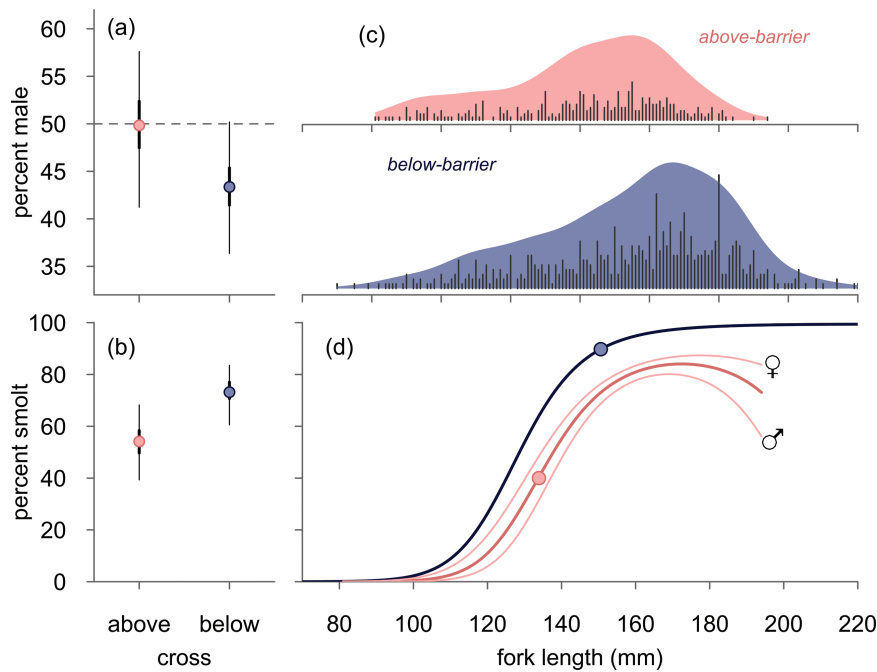 (a)
percent male
60
55
50
45
40
35
(c)
above-barrier
below-barrier
(b)
percent smolt
100
80
60
40
20
0
above below
cross
(d)
♀
♂
80 100 120 140 160 180 200 220
fork length (mm)